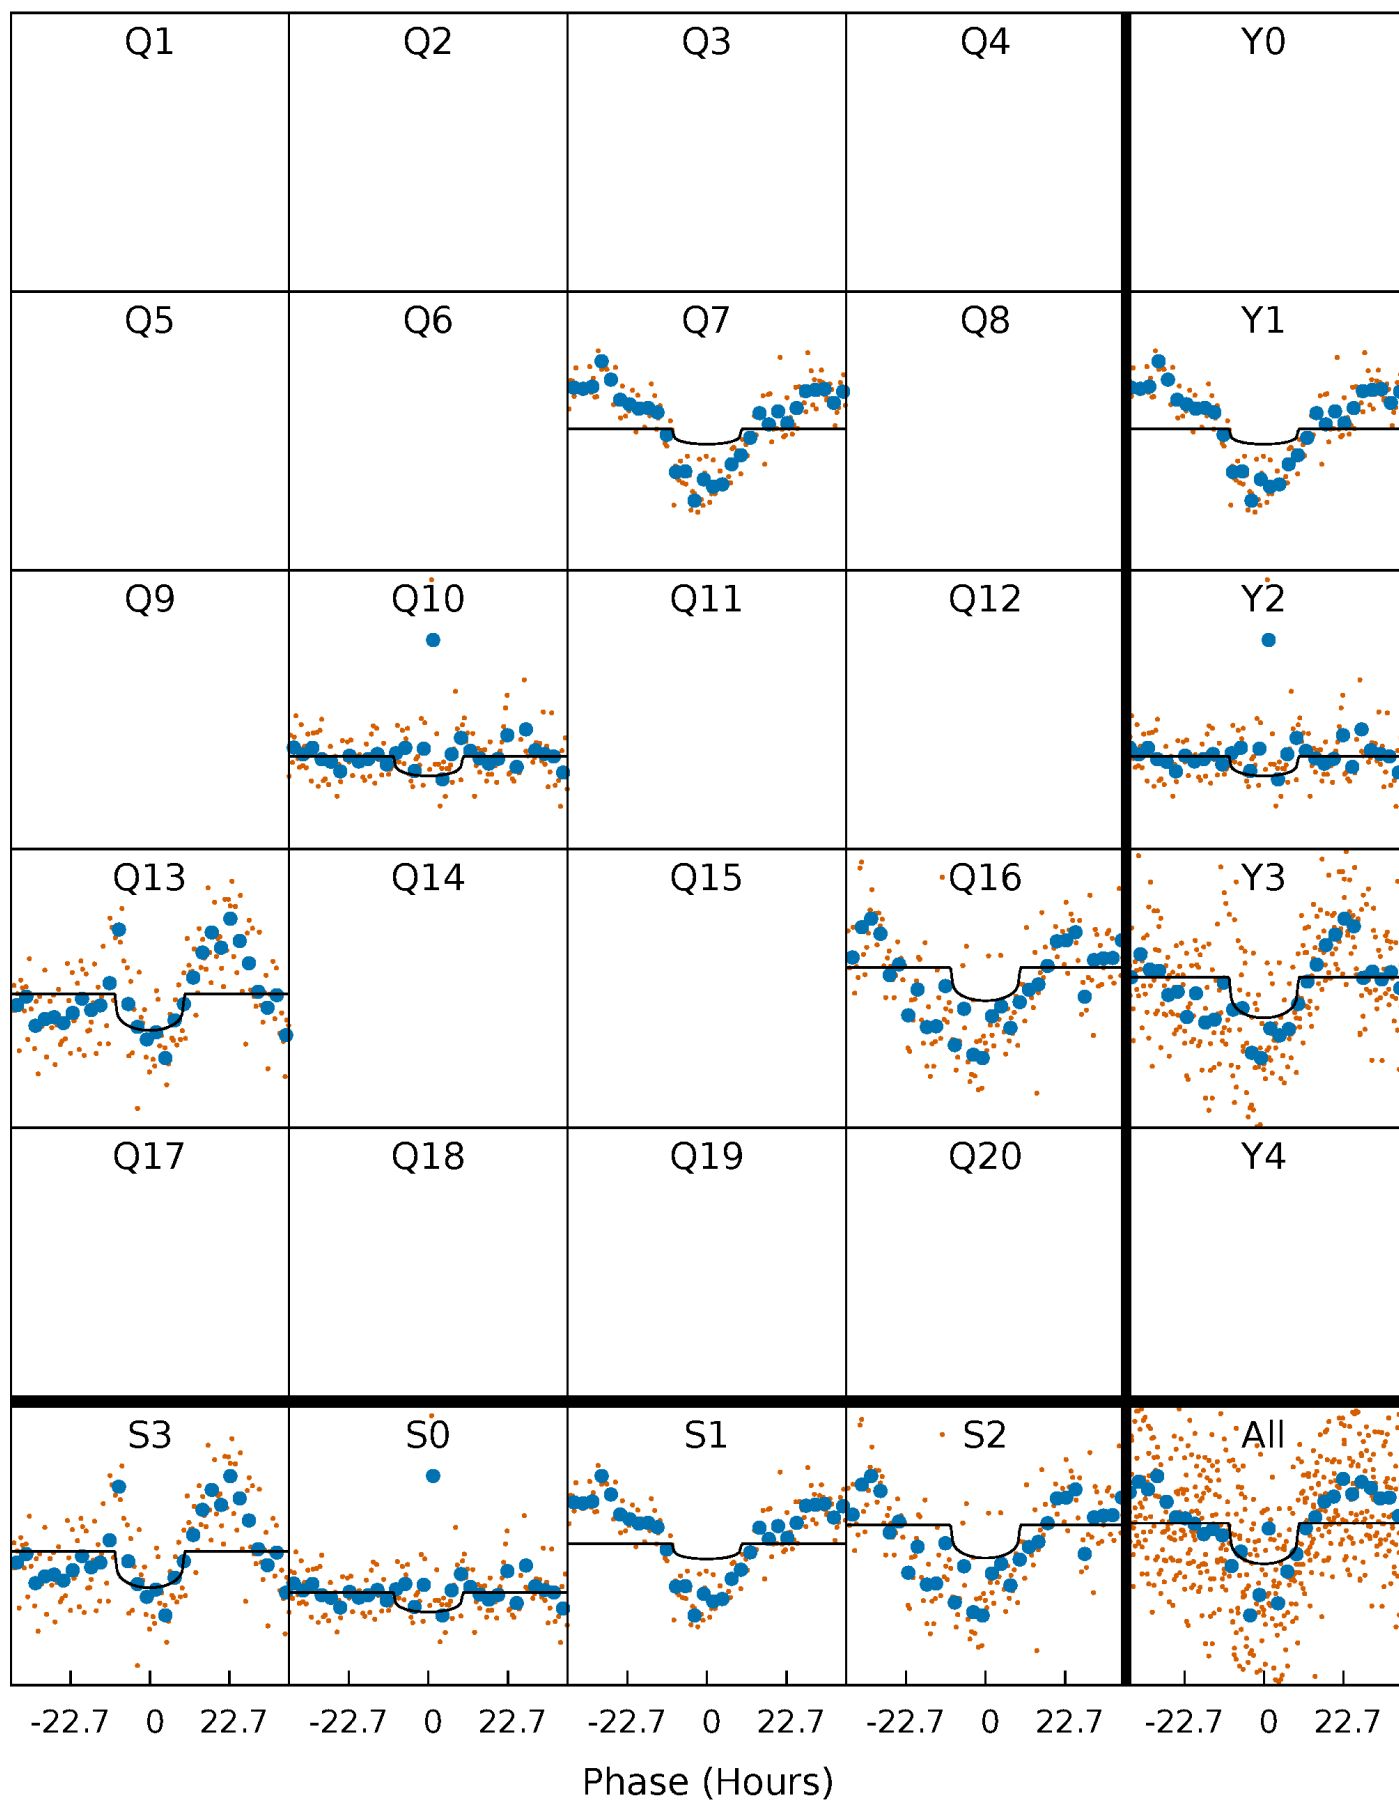 Q1 Q2 Q3 Q4 Y0
Q5 Q6 Q7 Q8 Y1
Q9 Q10 Q11 Q12 Y2
Q13 Q14 Q15 Q16 Y3
Q17 Q18 Q19 Q20 Y4
S3 S0 S1 S2 All
-22.7 0 22.7 -22.7 0 22.7 -22.7 0 22.7 -22.7 0 22.7 -22.7 0 22.7
Phase (Hours)